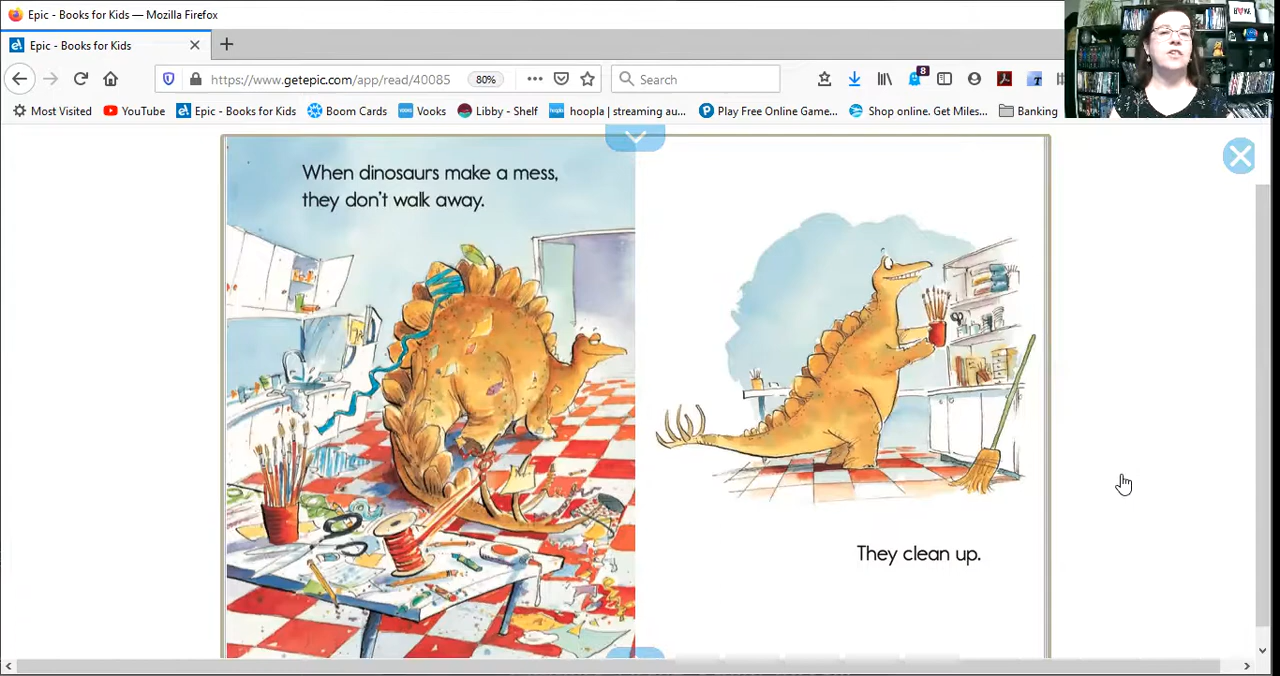 Epic - Books for Kids — Mozilla Firefox
Epic - Books for Kids
https://www.getepic.com/app/read/40085
80%
Search
8
Most Visited
YouTube
Epic - Books for Kids
Boom Cards
Vooks
Libby - Shelf
hoopla | streaming au...
Play Free Online Game...
Shop online. Get Miles...
Banking
When dinosaurs make a mess,
they don't walk away.
They clean up.